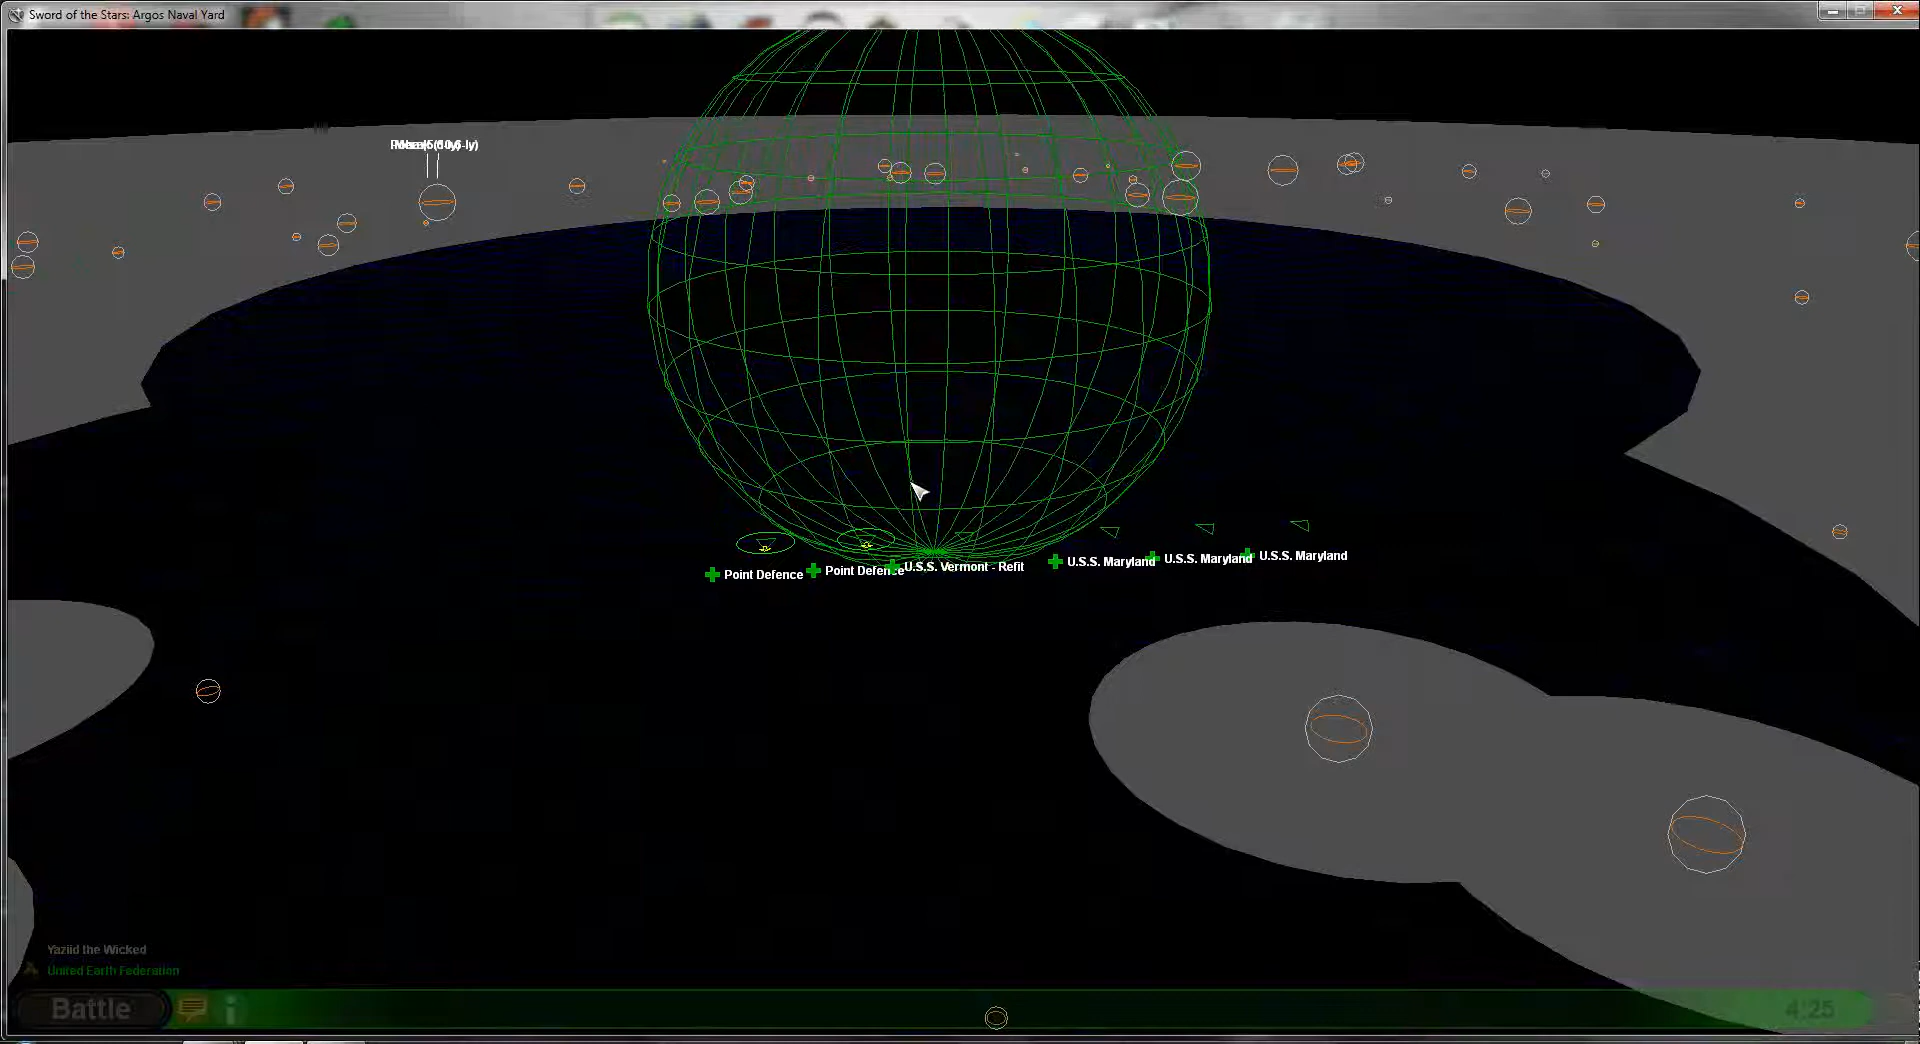 Sword of the Stars: Argos Naval Yard
Point Defence
Point Defence
U.S.S. Vermont - Refit
U.S.S. Maryland
U.S.S. Maryland
U.S.S. Maryland
Yaziid the Wicked
United Earth Federation
Battle
4:25